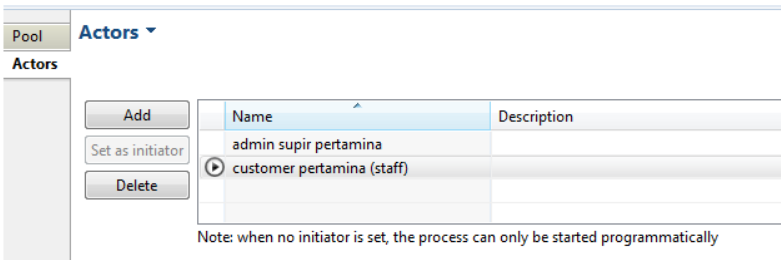 Pool
Actors
Actors
Add
Set as initiator
Delete
Name Description
admin supir pertamina
customer pertamina (staff)
Note: when no initiator is set, the process can only be started programmatically